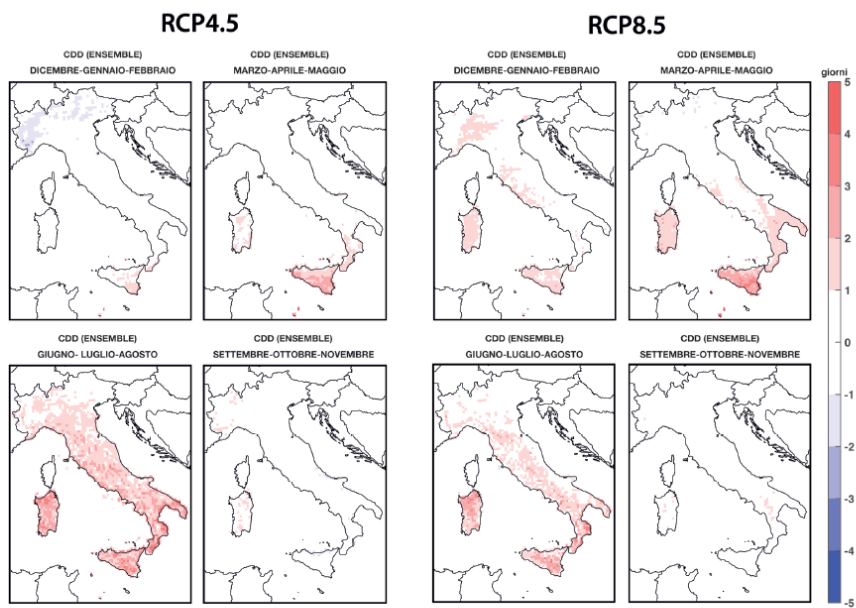 RCP4.5
RCP8.5
CDD (ENSEMBLE)
DICEMBRE-GENNAIO-FEBBRAIO
CDD (ENSEMBLE)
MARZO-APRILE-MAGGIO
CDD (ENSEMBLE)
DICEMBRE-GENNAIO-FEBBRAIO
CDD (ENSEMBLE)
MARZO-APRILE-MAGGIO
giorni
5
4
3
2
1
0
-1
-2
-3
-4
-5
CDD (ENSEMBLE)
GIUGNO- LUGLIO-AGOSTO
CDD (ENSEMBLE)
SETTEMBRE-OTTOBRE-NOVEMBRE
CDD (ENSEMBLE)
GIUGNO-LUGLIO-AGOSTO
CDD (ENSEMBLE)
SETTEMBRE-OTTOBRE-NOVEMBRE